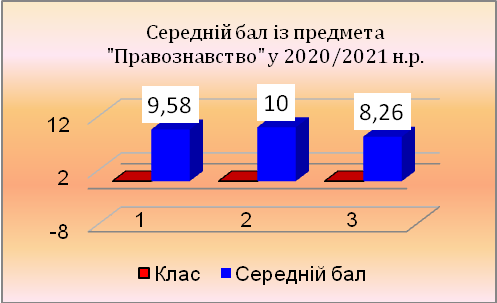 Середній бал із предмета
"Правознавство" у 2020/2021 н.р.
9,58
10
8,26
12
2
-8
1
2
3
Клас
Середній бал